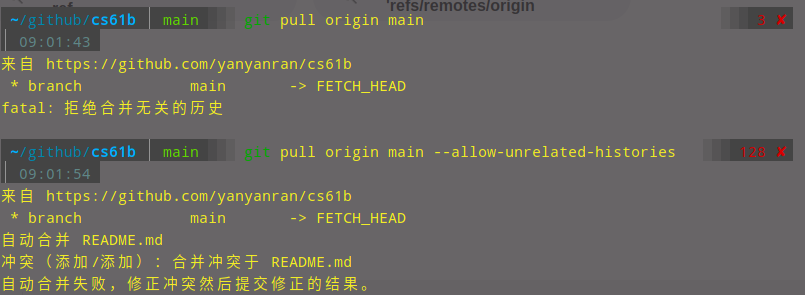 'refs/remotes/origin
~/github/cs61b main git pull origin main 3 ✘
09:01:43
来自 https://github.com/yanyanran/cs61b
* branch main -> FETCH_HEAD
fatal: 拒绝合并无关的历史
~/github/cs61b main git pull origin main --allow-unrelated-histories 128 ✘
09:01:54
来自 https://github.com/yanyanran/cs61b
* branch main -> FETCH_HEAD
自动合并 README.md
冲突（添加/添加）：合并冲突于 README.md
自动合并失败，修正冲突然后提交修正的结果。